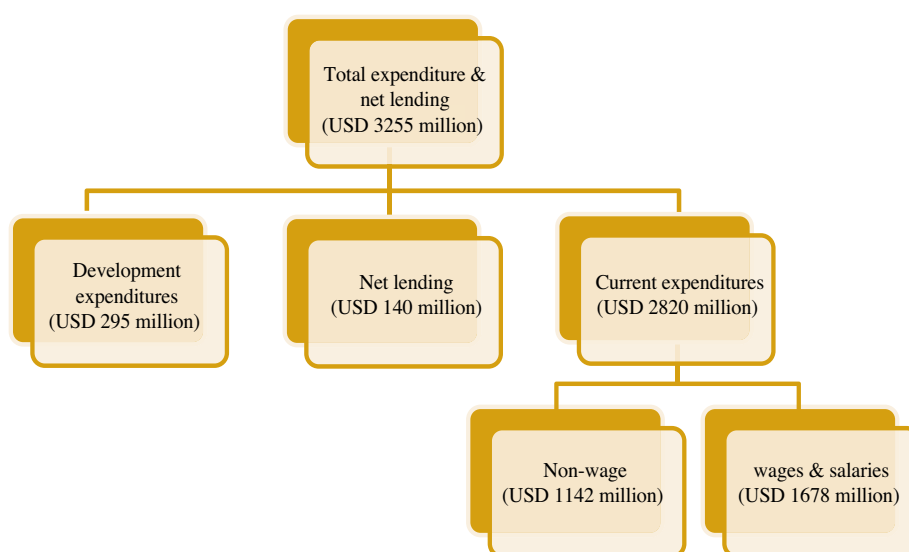 Total expenditure &
net lending
(USD 3255 million)
Development
expenditures
(USD 295 million)
Net lending
(USD 140 million)
Current expenditures
(USD 2820 million)
Non-wage
(USD 1142 million)
wages & salaries
(USD 1678 million)